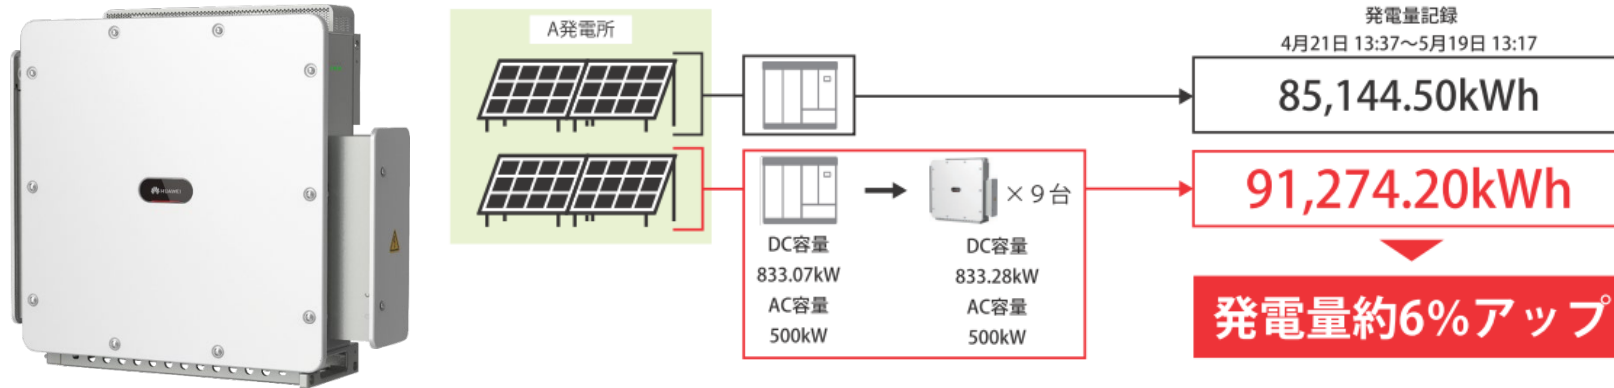 HUAWEI
A発電所
発電量記録
4月21日 13:37～5月19日 13:17
85,144.50kWh
91,274.20kWh
×9台
DC容量
833.07kW
AC容量
500kW
DC容量
833.28kW
AC容量
500kW
発電量約6%アップ